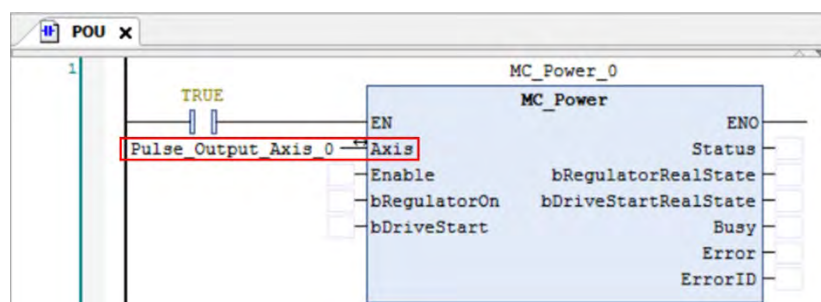 POU X
1
MC_Power_0
TRUE
MC_Power
EN ENO
Pulse_Output_Axis_0 Axis Status
Enable bRegulatorRealState
bRegulatorOn bDriveStartRealState
bDriveStart Busy
Error
ErrorID